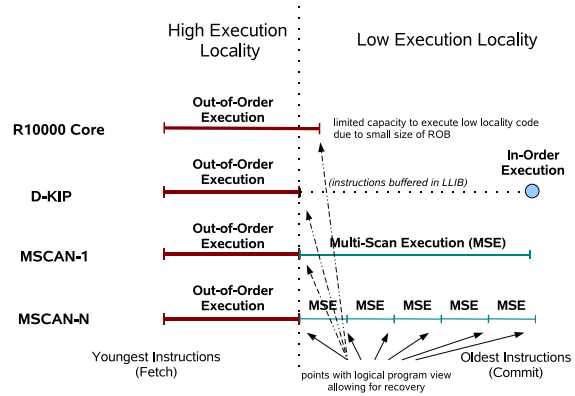 High Execution
Locality
Low Execution Locality
Out-of-Order
Execution
R10000 Core
limited capacity to execute low locality code
due to small size of ROB
Out-of-Order
Execution
In-Order
Execution
D-KIP
(instructions buffered in LLIB)
Out-of-Order
Execution
Multi-Scan Execution (MSE)
MSCAN-1
Out-of-Order
Execution
MSE MSE MSE MSE MSE
MSCAN-N
Youngest Instructions
(Fetch)
points with logical program view
allowing for recovery
Oldest Instructions
(Commit)